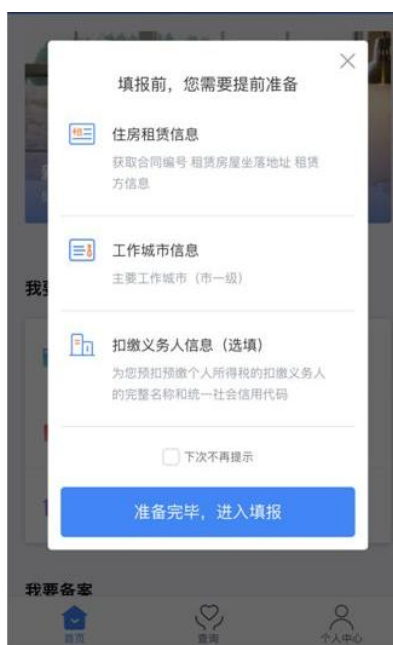 填报前，您需要提前准备
住房租赁信息
获取合同编号 租赁房屋坐落地址 租赁
方信息
工作城市信息
主要工作城市（市一级）
我要
扣缴义务人信息（选填）
为您预扣预缴个人所得税的扣缴义务人
的完整名称和统一社会信用代码
下次不再提示
准备完毕，进入填报
我要备案
首页
查询
个人中心